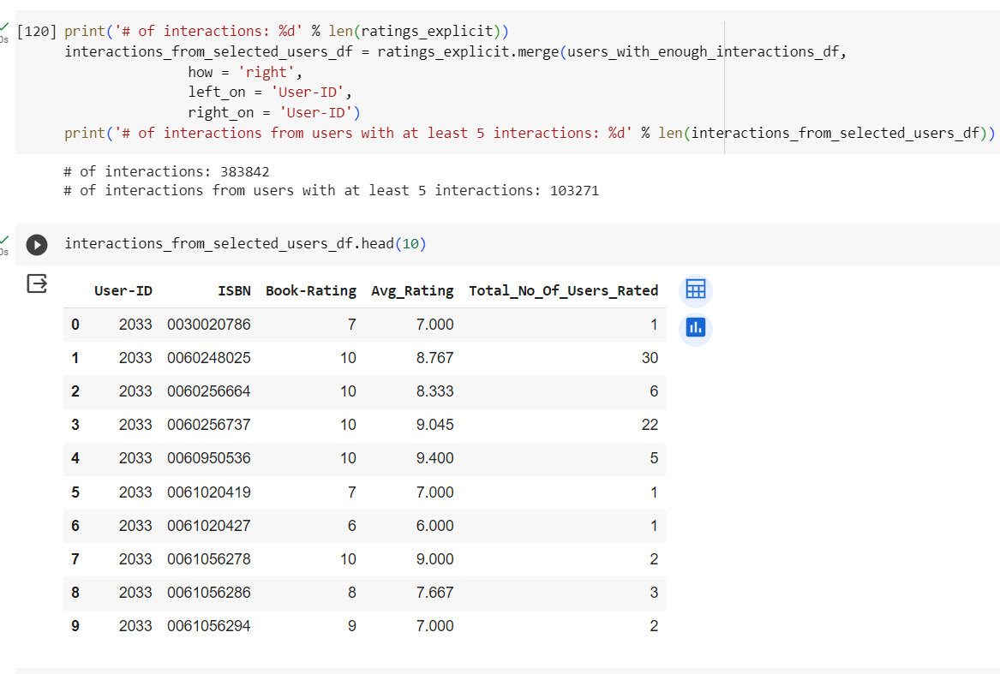 [120] print('# of interactions: %d' % len(ratings_explicit))
interactions_from_selected_users_df = ratings_explicit.merge(users_with_enough_interactions_df,
how = 'right',
left_on = 'User-ID',
0s
right_on = 'User-ID')
print('# of interactions from users with at least 5 interactions: %d' % len(interactions_from_selected_users_df))
# of interactions: 383842
# of interactions from users with at least 5 interactions: 103271
interactions_from_selected_users_df.head(10)
0s
User-ID ISBN Book-Rating Avg_Rating Total_No_Of_Users_Rated
0 2033 0030020786 7 7.000 1
1 2033 0060248025 10 8.767 30
2 2033 0060256664 10 8.333 6
3 2033 0060256737 10 9.045 22
4 2033 0060950536 10 9.400 5
5 2033 0061020419 7 7.000 1
6 2033 0061020427 6 6.000 1
7 2033 0061056278 10 9.000 2
8 2033 0061056286 8 7.667 3
9 2033 0061056294 9 7.000 2